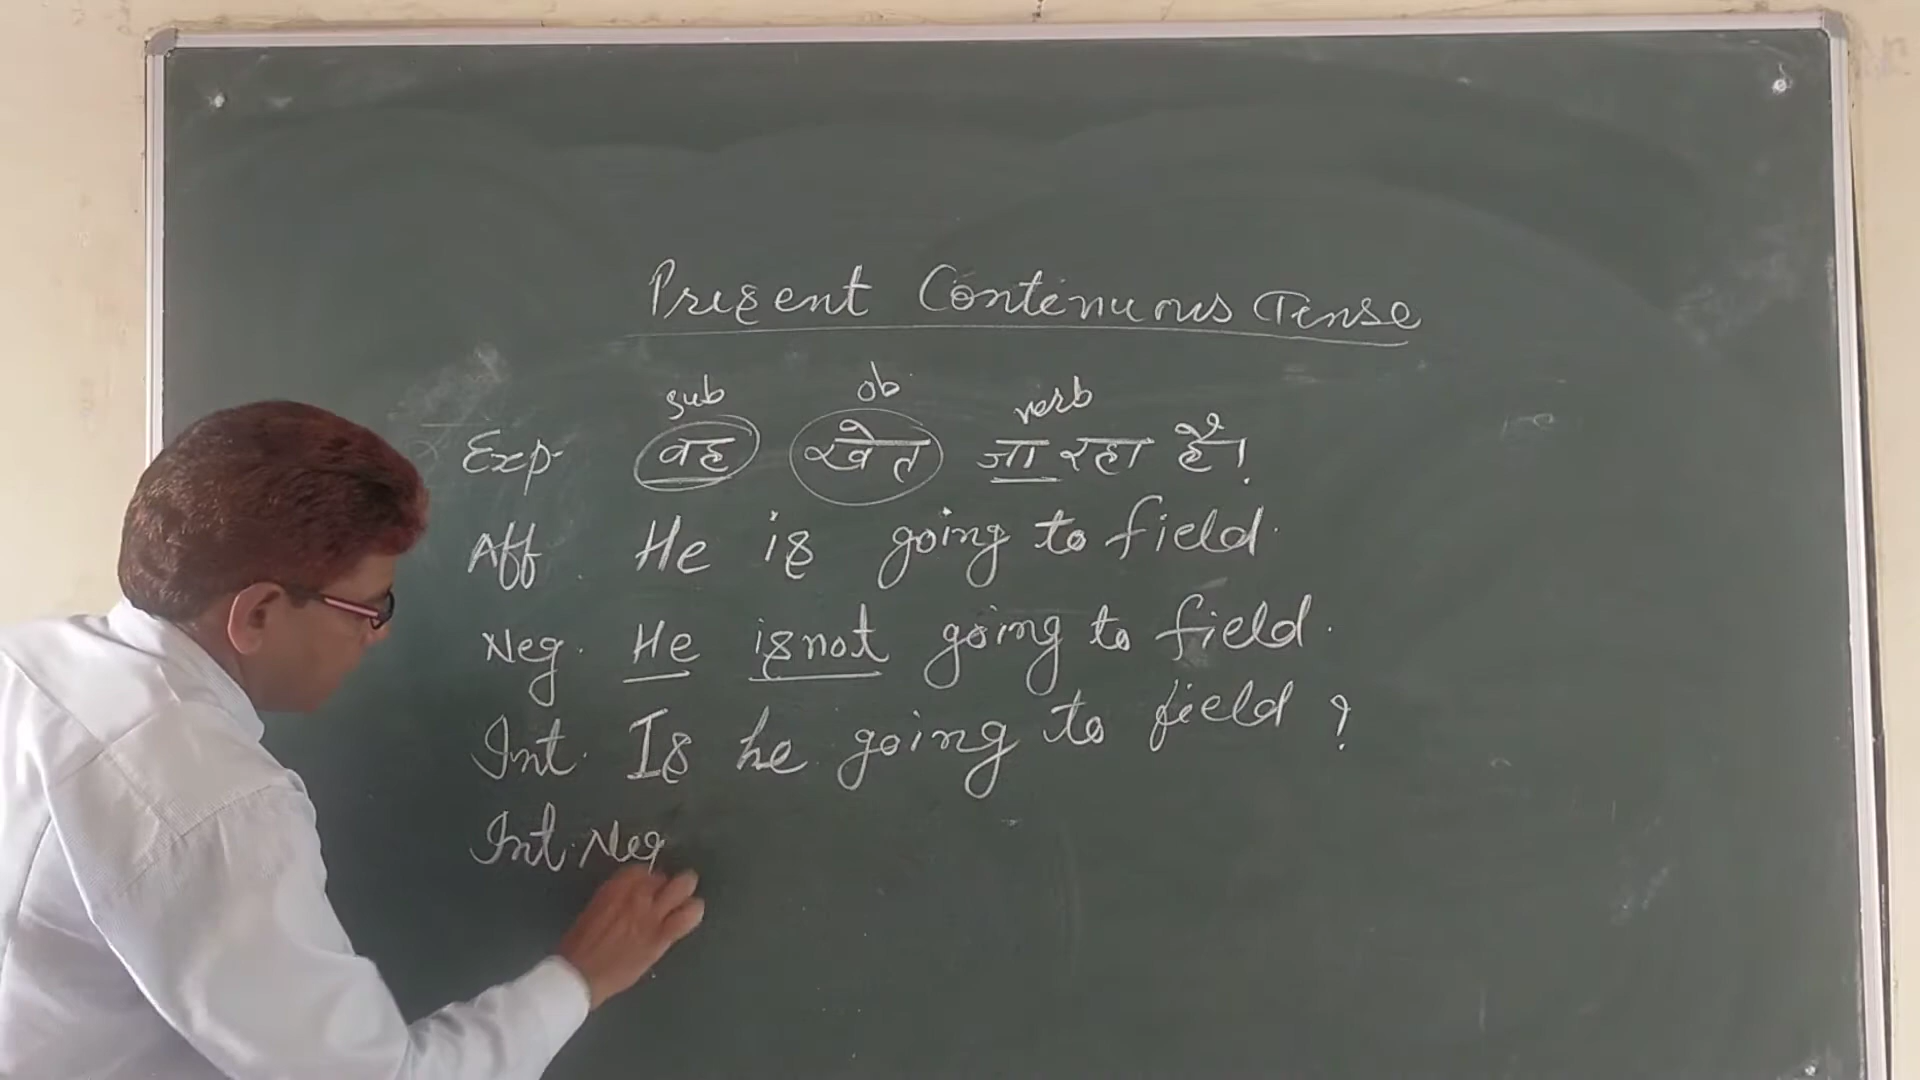 Present Continuous Tense
sub ob verb
Exp. वह खेत जा रहा है।
Aff. He is going to field.
Neg. He is not going to field.
Int. Is he going to field ?
Int. Neg